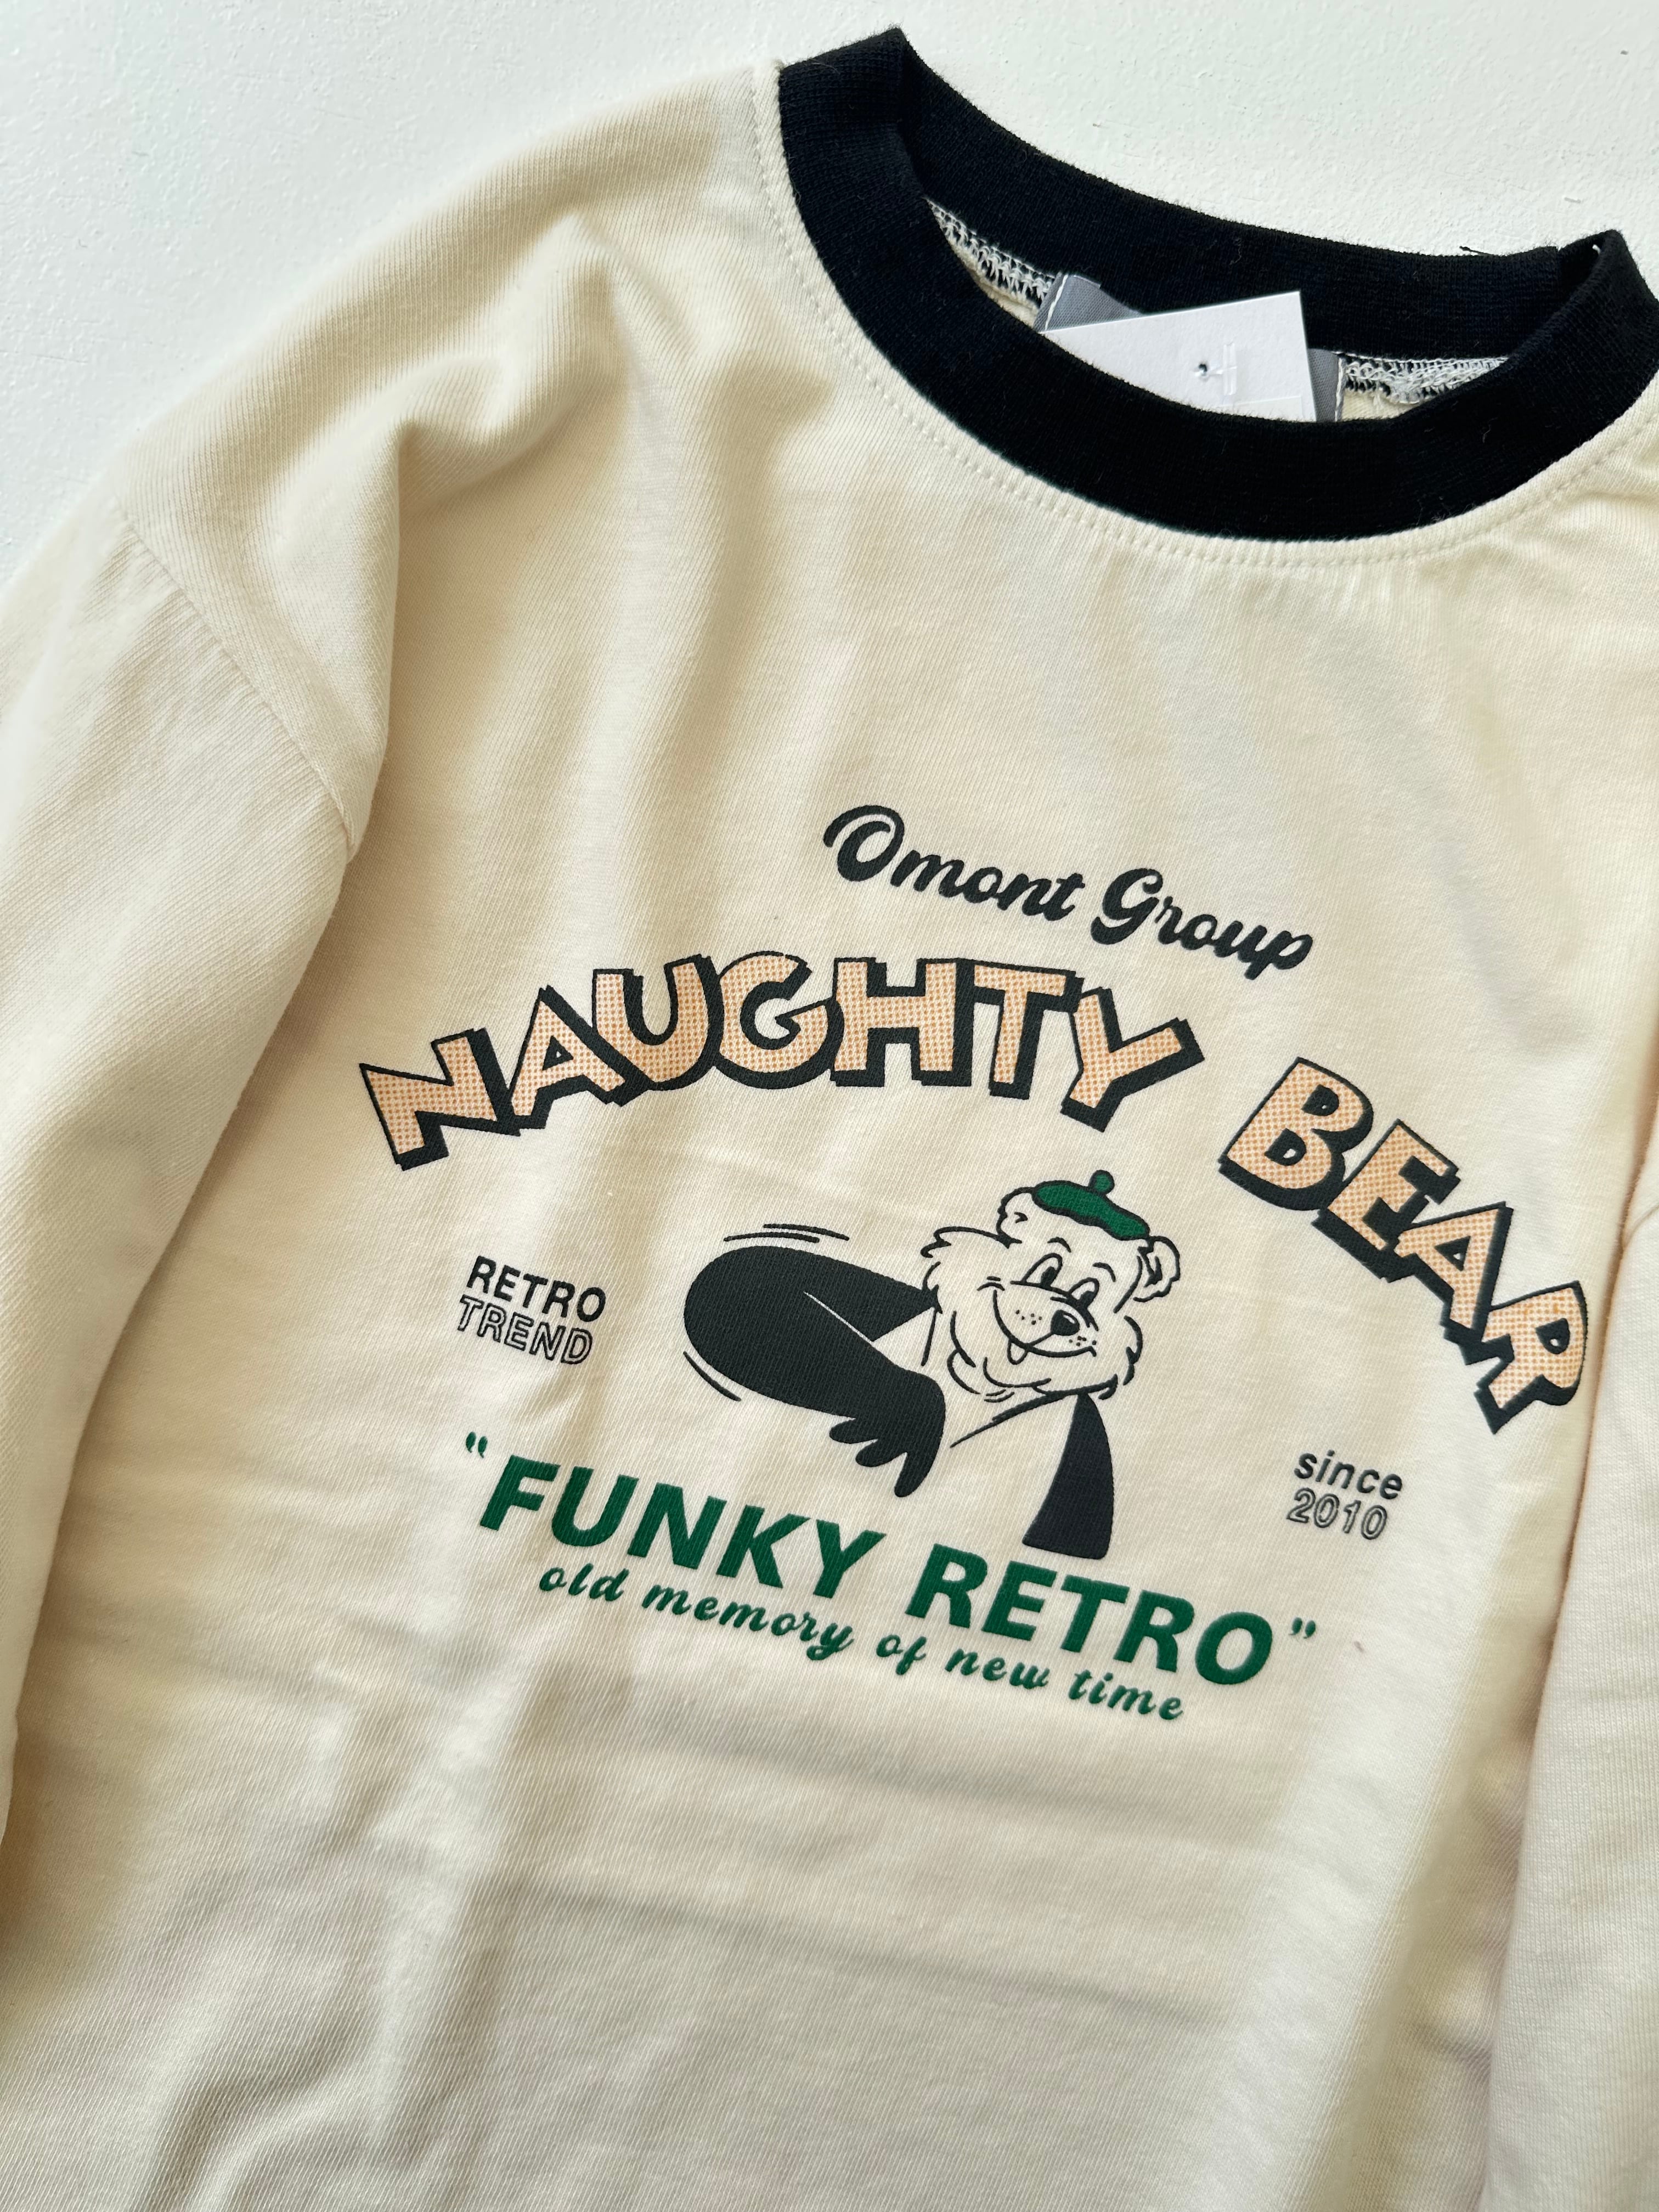 Omont Group
NAUGHTY BEAR
RETRO
TREND
since
2010
"FUNKY RETRO"
old memory of new time